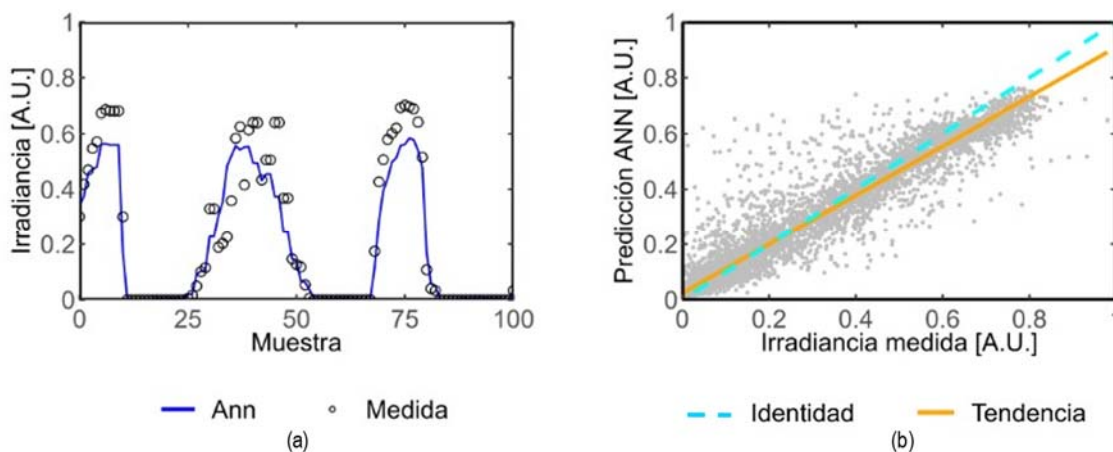 Irradiancia [A.U.]
1
0.8
0.6
0.4
0.2
0
0 25 50 75 100
Muestra
Ann Medida
(a)
Predicción ANN [A.U.]
1
0.8
0.6
0.4
0.2
0
0 0.2 0.4 0.6 0.8 1
Irradiancia medida [A.U.]
Identidad Tendencia
(b)